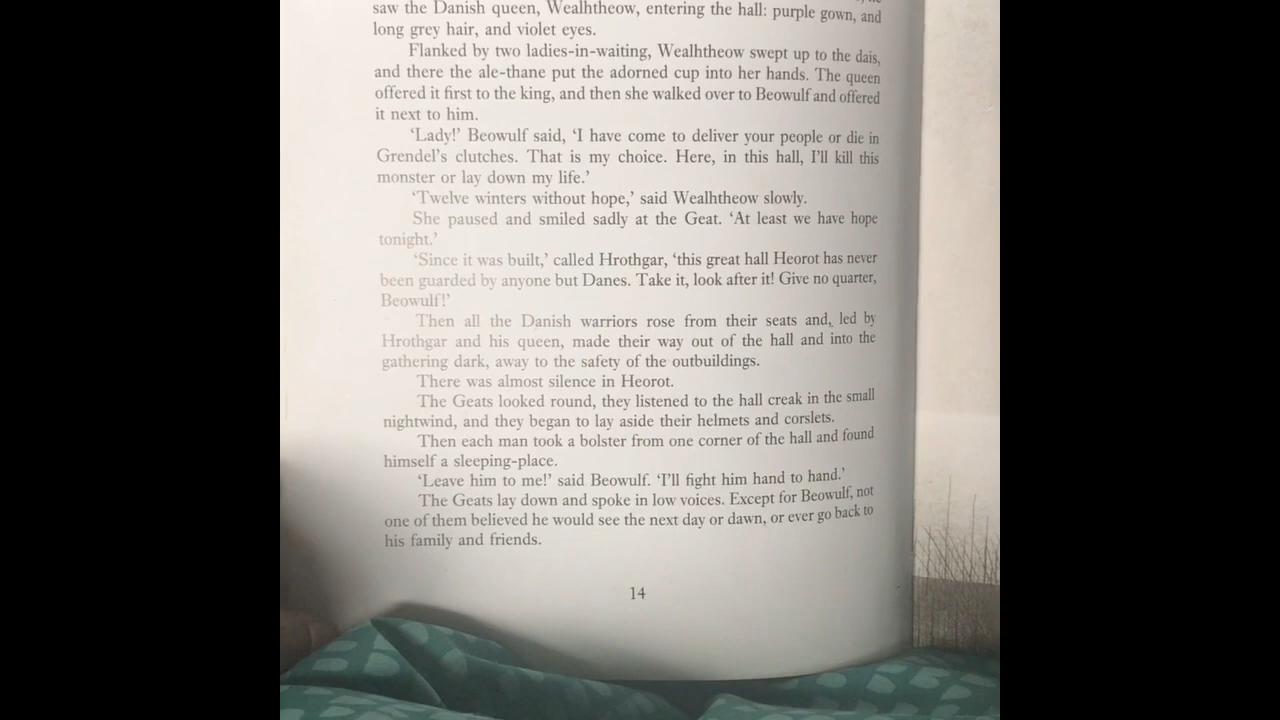 saw the Danish queen, Wealhtheow, entering the hall: purple gown, and
long grey hair, and violet eyes.
Flanked by two ladies-in-waiting, Wealhtheow swept up to the dais,
and there the ale-thane put the adorned cup into her hands. The queen
offered it first to the king, and then she walked over to Beowulf and offered
it next to him.
‘Lady!’ Beowulf said, ‘I have come to deliver your people or die in
Grendel’s clutches. That is my choice. Here, in this hall, I’ll kill this
monster or lay down my life.’
‘Twelve winters without hope,’ said Wealhtheow slowly.
She paused and smiled sadly at the Geat. ‘At least we have hope
tonight.’
‘Since it was built,’ called Hrothgar, ‘this great hall Heorot has never
been guarded by anyone but Danes. Take it, look after it! Give no quarter,
Beowulf!’
Then all the Danish warriors rose from their seats and, led by
Hrothgar and his queen, made their way out of the hall and into the
gathering dark, away to the safety of the outbuildings.
There was almost silence in Heorot.
The Geats looked round, they listened to the hall creak in the small
nightwind, and they began to lay aside their helmets and corslets.
Then each man took a bolster from one corner of the hall and found
himself a sleeping-place.
‘Leave him to me!’ said Beowulf. ‘I’ll fight him hand to hand.’
The Geats lay down and spoke in low voices. Except for Beowulf, not
one of them believed he would see the next day or dawn, or ever go back to
his family and friends.
14